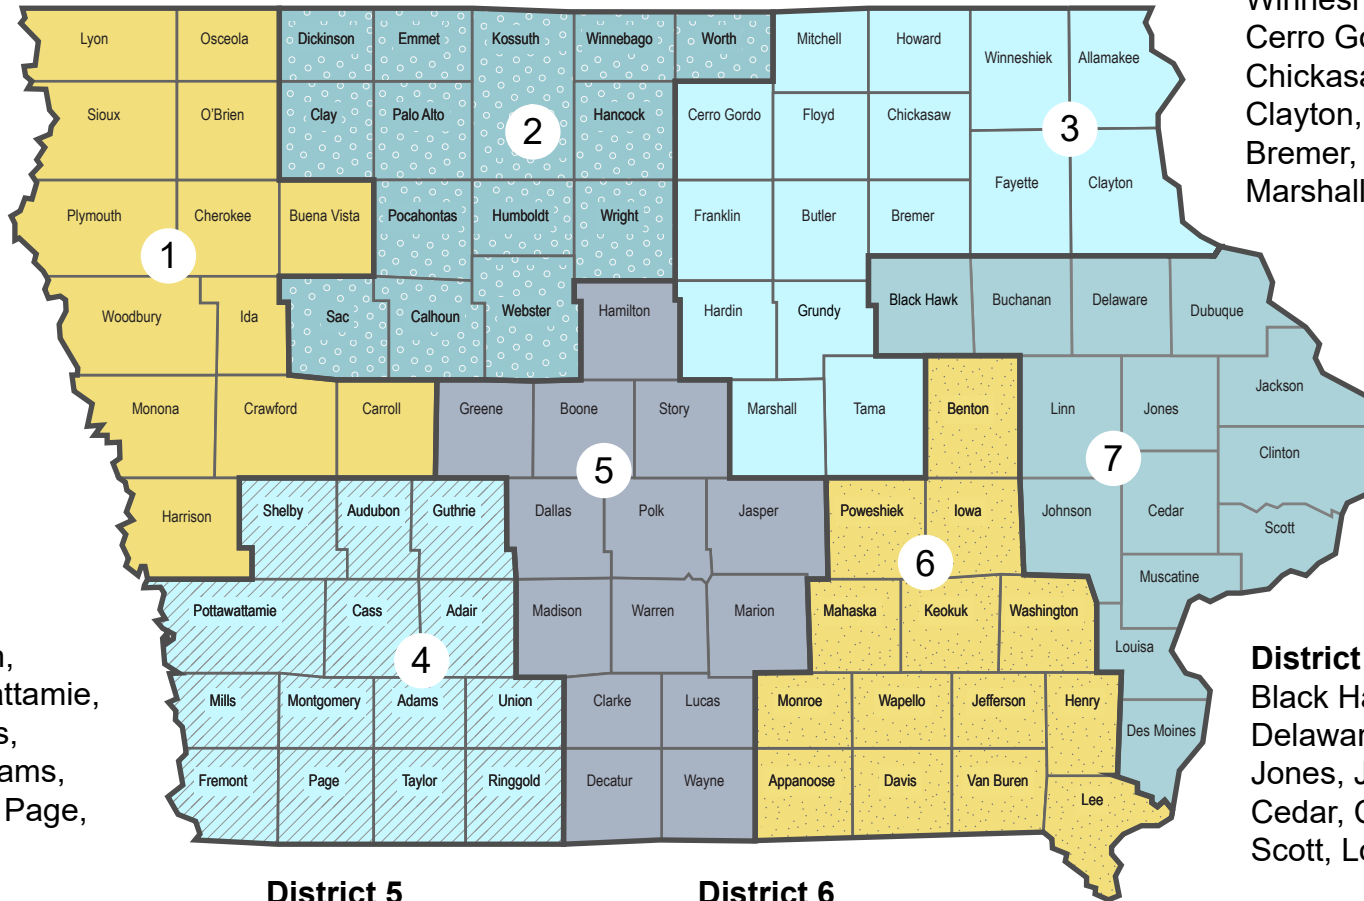 Winnesh
Cerro Go
Chickasa
Clayton,
Bremer,
Marshall
Lyon Osceola Dickinson Emmet Kossuth Winnebago Worth Mitchell Howard Winneshiek Allamakee
Sioux O'Brien Clay Palo Alto 2 Hancock Cerro Gordo Floyd Chickasaw 3
Plymouth Cherokee Buena Vista Pocahontas Humboldt Wright Franklin Butler Bremer Fayette Clayton
1
Woodbury Ida Sac Calhoun Webster Hamilton Hardin Grundy Black Hawk Buchanan Delaware Dubuque
Monona Crawford Carroll Greene Boone Story Marshall Tama Benton Linn Jones Jackson
5 7 Clinton
Harrison Shelby Audubon Guthrie Dallas Polk Jasper Poweshiek Iowa Johnson Cedar Scott
6 Muscatine
Pottawattamie Cass Adair Madison Warren Marion Mahaska Keokuk Washington
4 Louisa
Mills Montgomery Adams Union Clarke Lucas Monroe Wapello Jefferson Henry Des Moines
Fremont Page Taylor Ringgold Decatur Wayne Appanoose Davis Van Buren Lee
attamie,
s,
ams,
Page,
District
Black Ha
Delawar
Jones, J
Cedar, C
Scott, Lo
District 5 District 6